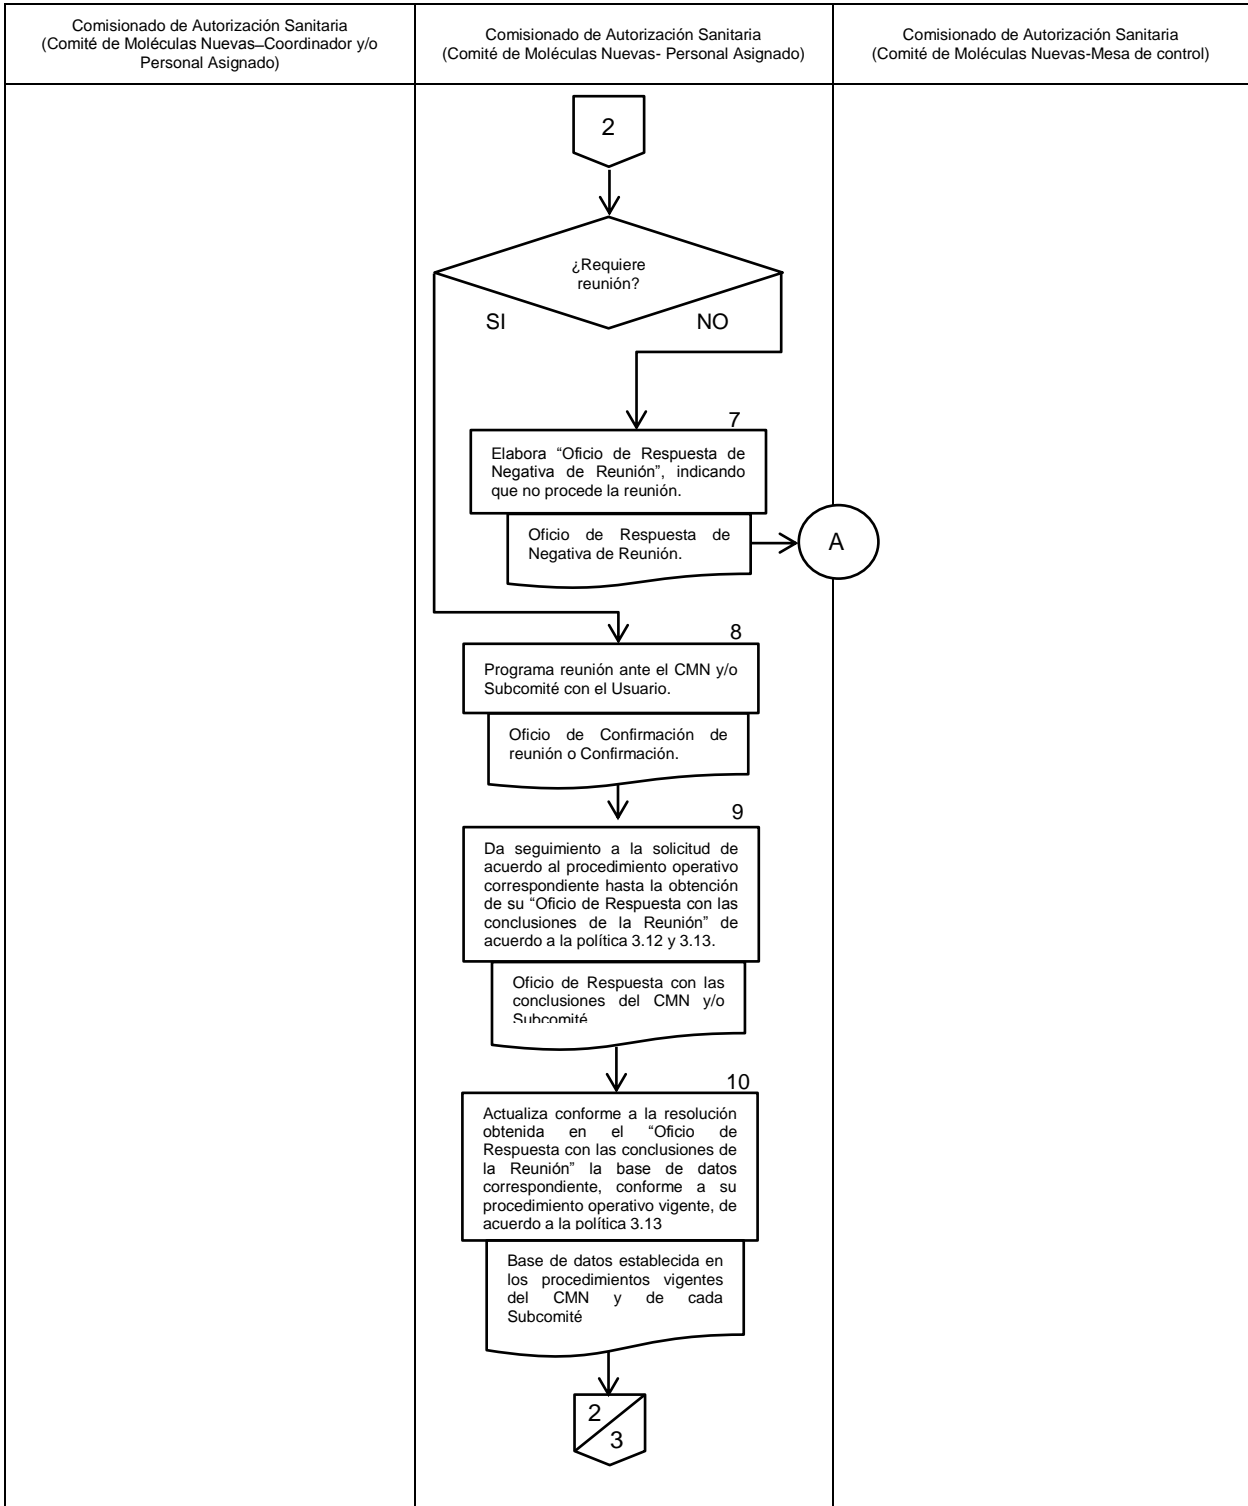 Comisionado de Autorización Sanitaria
(Comité de Moléculas Nuevas–Coordinador y/o
Personal Asignado)
Comisionado de Autorización Sanitaria
(Comité de Moléculas Nuevas- Personal Asignado)
Comisionado de Autorización Sanitaria
(Comité de Moléculas Nuevas-Mesa de control)
2
¿Requiere
reunión?
SI
NO
7
Elabora “Oficio de Respuesta de
Negativa de Reunión”, indicando
que no procede la reunión.
Oficio de Respuesta de
Negativa de Reunión.
A
8
Programa reunión ante el CMN y/o
Subcomité con el Usuario.
Oficio de Confirmación de
reunión o Confirmación.
9
Da seguimiento a la solicitud de
acuerdo al procedimiento operativo
correspondiente hasta la obtención
de su “Oficio de Respuesta con las
conclusiones de la Reunión” de
acuerdo a la política 3.12 y 3.13.
Oficio de Respuesta con las
conclusiones del CMN y/o
Subcomité
10
Actualiza conforme a la resolución
obtenida en el “Oficio de
Respuesta con las conclusiones de
la Reunión” la base de datos
correspondiente, conforme a su
procedimiento operativo vigente, de
acuerdo a la política 3.13
Base de datos establecida en
los procedimientos vigentes
del CMN y de cada
Subcomité
2
3